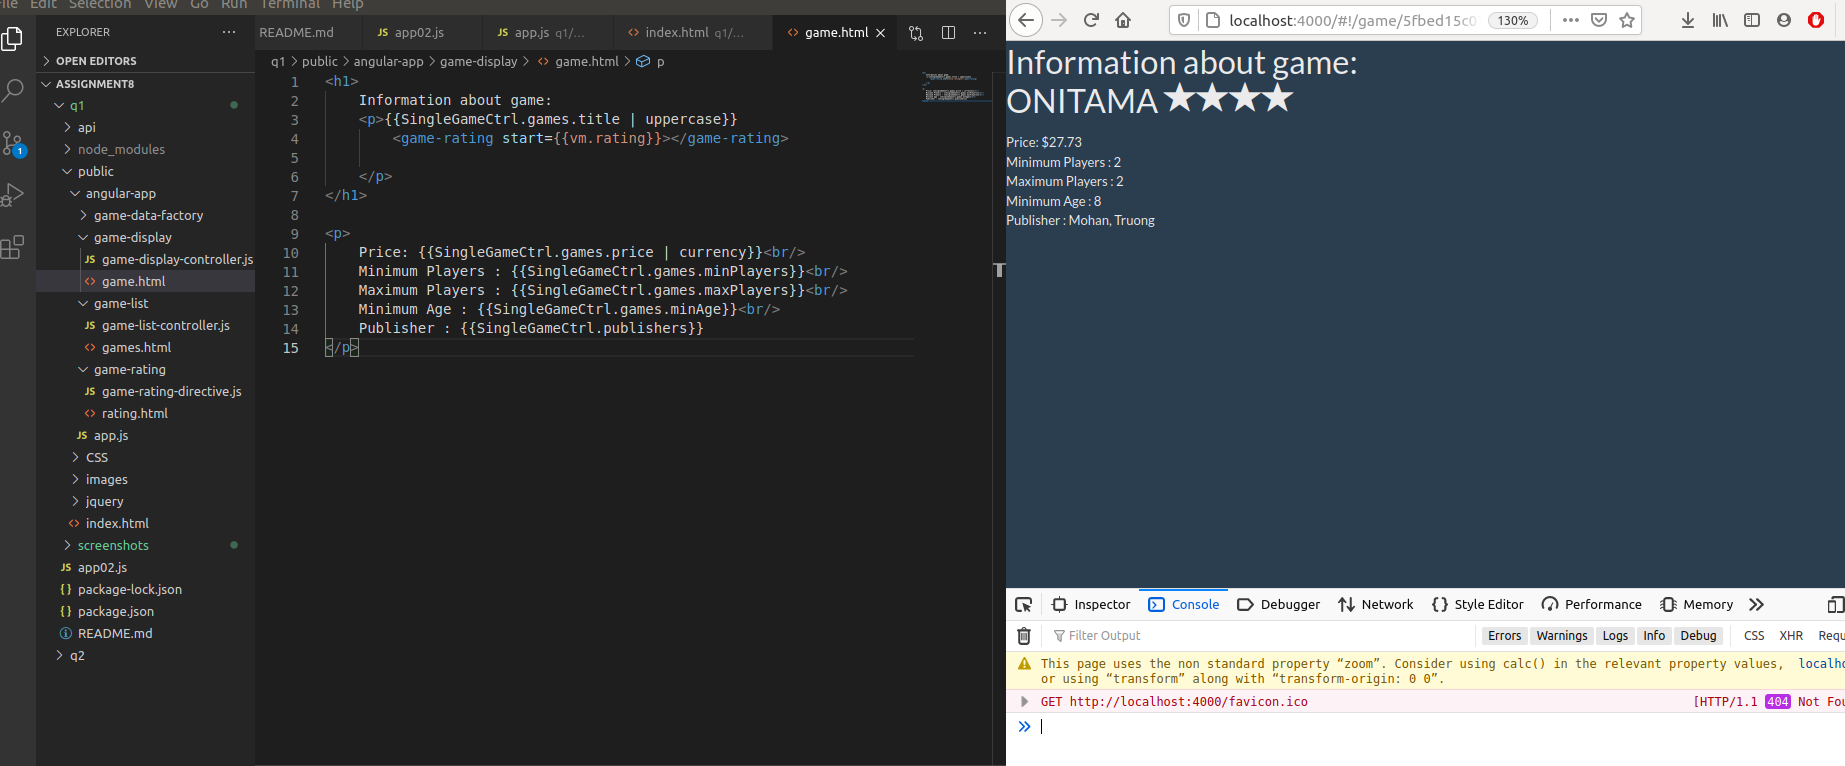 File Edit Selection View Go Run Terminal Help
EXPLORER
OPEN EDITORS
ASSIGNMENT8
q1
api
node_modules
public
angular-app
game-data-factory
game-display
JS game-display-controller.js
game.html
game-list
JS game-list-controller.js
games.html
game-rating
JS game-rating-directive.js
rating.html
JS app.js
CSS
images
jquery
index.html
screenshots
JS app02.js
package-lock.json
package.json
README.md
q2
1
README.md
JS app02.js
JS app.js q1/...
index.html q1/...
game.html
q1 > public > angular-app > game-display > game.html > p
1 <h1>
2 Information about game:
3 <p>{{SingleGameCtrl.games.title | uppercase}}
4 <game-rating start={{vm.rating}}></game-rating>
5
6 </p>
7 </h1>
8
9 <p>
10 Price: {{SingleGameCtrl.games.price | currency}}<br/>
11 Minimum Players : {{SingleGameCtrl.games.minPlayers}}<br/>
12 Maximum Players : {{SingleGameCtrl.games.maxPlayers}}<br/>
13 Minimum Age : {{SingleGameCtrl.games.minAge}}<br/>
14 Publisher : {{SingleGameCtrl.publishers}}
15 </p>
localhost:4000/#!/game/5fbed15c0
130%
Information about game:
ONITAMA ★★★★
Price: $27.73
Minimum Players : 2
Maximum Players : 2
Minimum Age : 8
Publisher : Mohan, Truong
Inspector Console Debugger Network Style Editor Performance Memory
Filter Output
Errors Warnings Logs Info Debug CSS XHR Requ
This page uses the non standard property “zoom”. Consider using calc() in the relevant property values, localho
or using “transform” along with “transform-origin: 0 0”.
GET http://localhost:4000/favicon.ico [HTTP/1.1 404 Not Fou